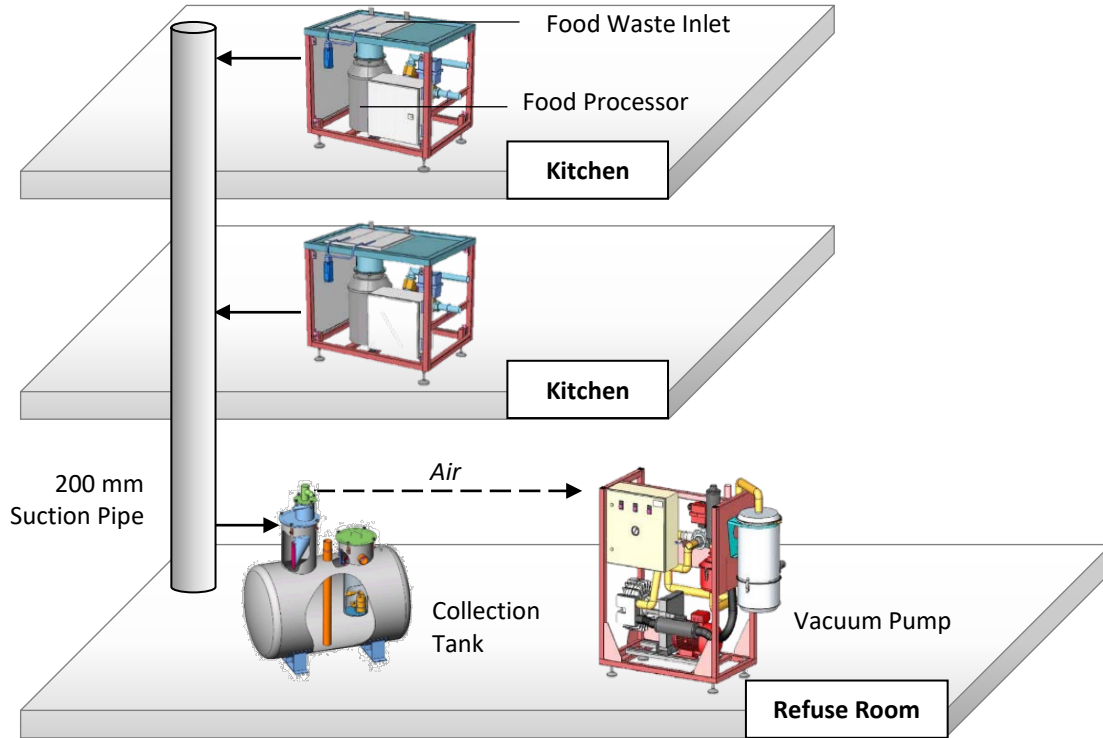 Food Waste Inlet
Food Processor
Kitchen
Kitchen
200 mm
Suction Pipe
Air
Collection
Tank
Vacuum Pump
Refuse Room